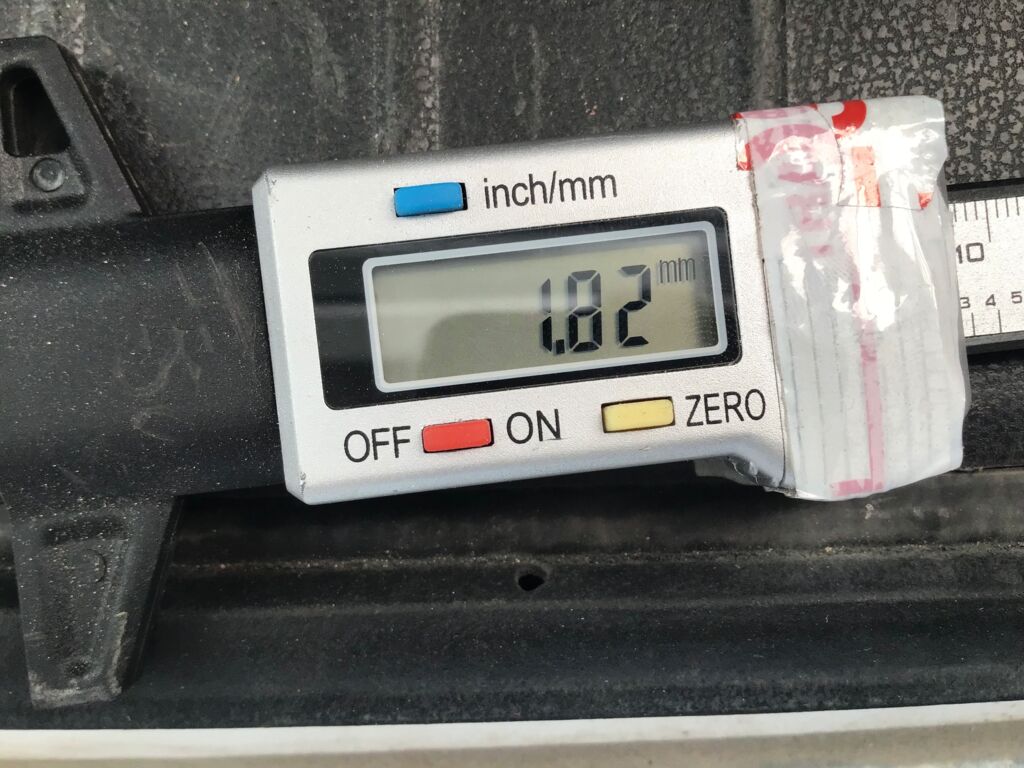 inch/mm
1.82 mm
OFF ON ZERO
10
3 4 5